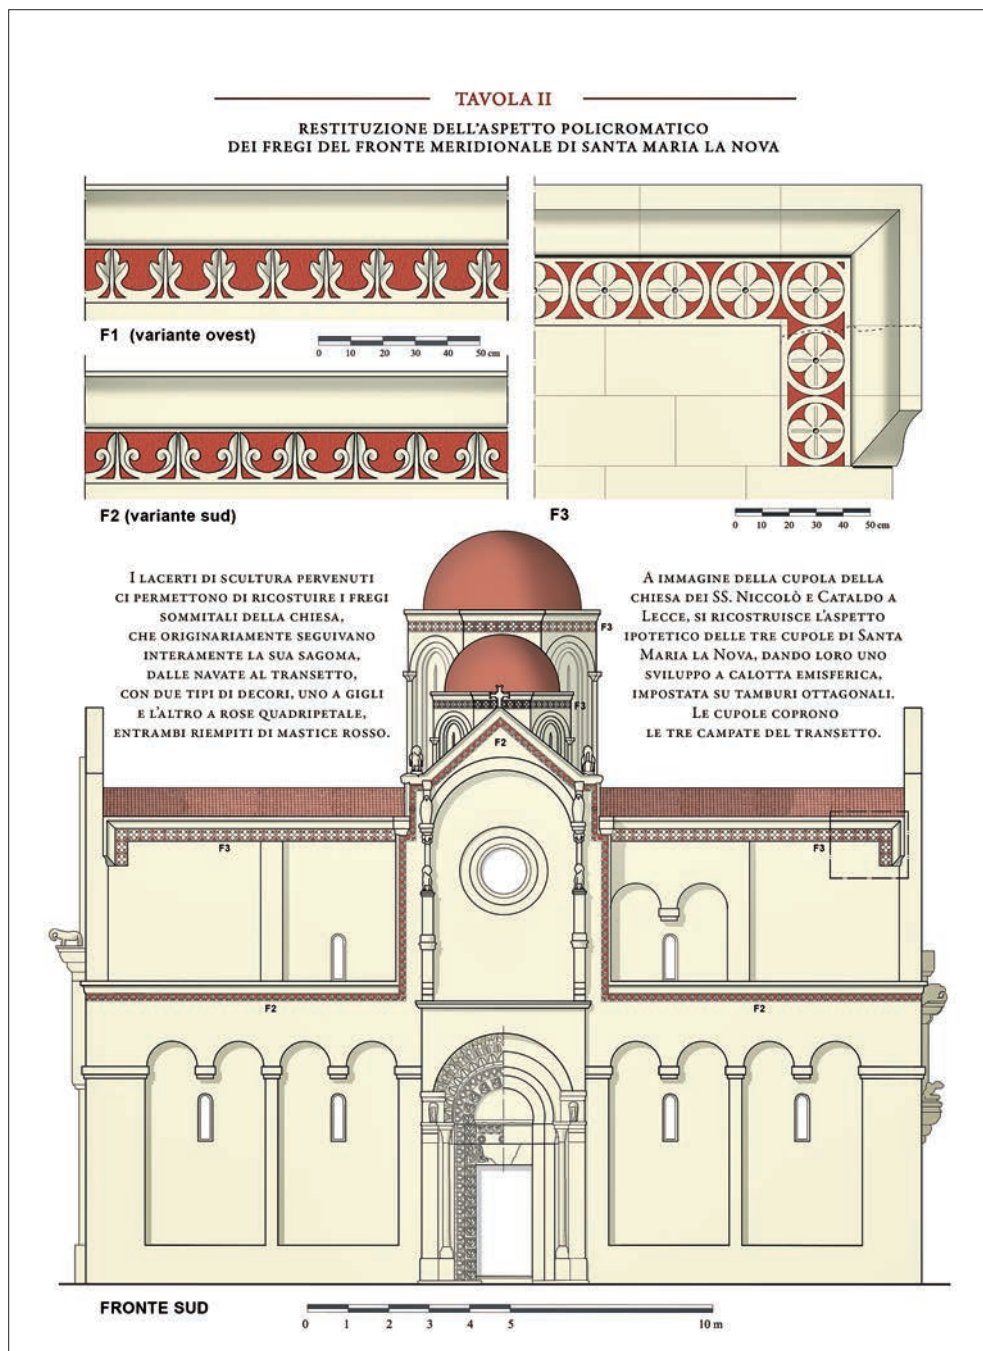 TAVOLA II
RESTITUZIONE DELL'ASPETTO POLICROMATICO
DEI FREGI DEL FRONTE MERIDIONALE DI SANTA MARIA LA NOVA
F1 (variante ovest)
0 10 20 30 40 50 cm
F2 (variante sud)
F3
0 10 20 30 40 50 cm
I LACERTI DI SCULTURA PERVENUTI
CI PERMETTONO DI RICOSTUIRE I FREGI
SOMMITALI DELLA CHIESA,
CHE ORIGINARIAMENTE SEGUIVANO
INTERAMENTE LA SUA SAGOMA,
DALLE NAVATE AL TRANSETTO,
CON DUE TIPI DI DECORI, UNO A GIGLI
E L'ALTRO A ROSE QUADRIPETALE,
ENTRAMBI RIEMPITI DI MASTICE ROSSO.
A IMMAGINE DELLA CUPOLA DELLA
CHIESA DEI SS. NICCOLÒ E CATALDO A
LECCE, SI RICOSTRUISCE L'ASPETTO
IPOTETICO DELLE TRE CUPOLE DI SANTA
MARIA LA NOVA, DANDO LORO UNO
SVILUPPO A CALOTTA EMISFERICA,
IMPOSTATA SU TAMBURI OTTAGONALI.
LE CUPOLE COPRONO
LE TRE CAMPATE DEL TRANSETTO.
F3
F3
F2
F3
F3
F2
F2
FRONTE SUD
0 1 2 3 4 5 10 m